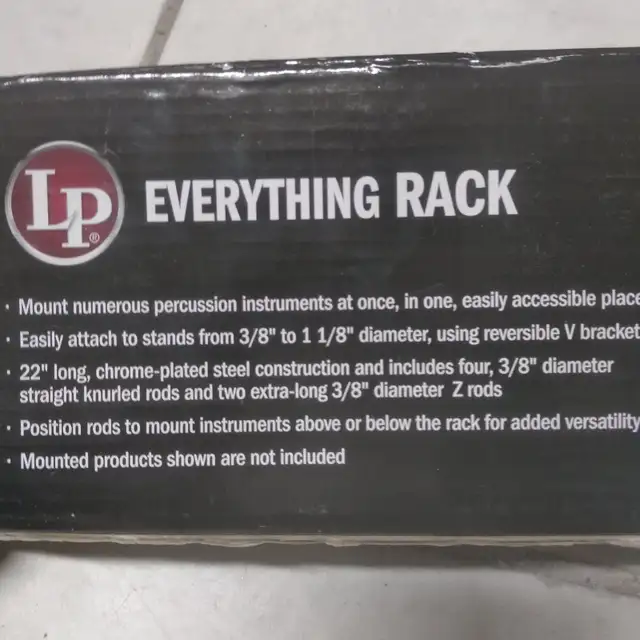 LP®
EVERYTHING RACK
· Mount numerous percussion instruments at once, in one, easily accessible place
· Easily attach to stands from 3/8" to 1 1/8" diameter, using reversible V bracket
· 22" long, chrome-plated steel construction and includes four, 3/8" diameter
straight knurled rods and two extra-long 3/8" diameter Z rods
· Position rods to mount instruments above or below the rack for added versatility
· Mounted products shown are not included